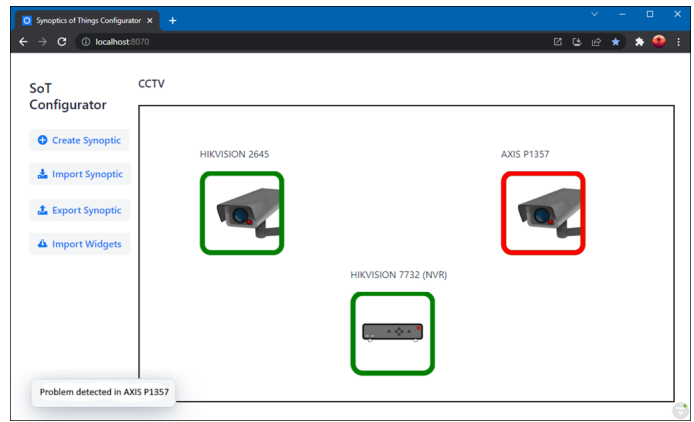 Synoptics of Things Configurator
localhost:8070
SoT
Configurator
Create Synoptic
Import Synoptic
Export Synoptic
Import Widgets
CCTV
HIKVISION 2645
AXIS P1357
HIKVISION 7732 (NVR)
Problem detected in AXIS P1357